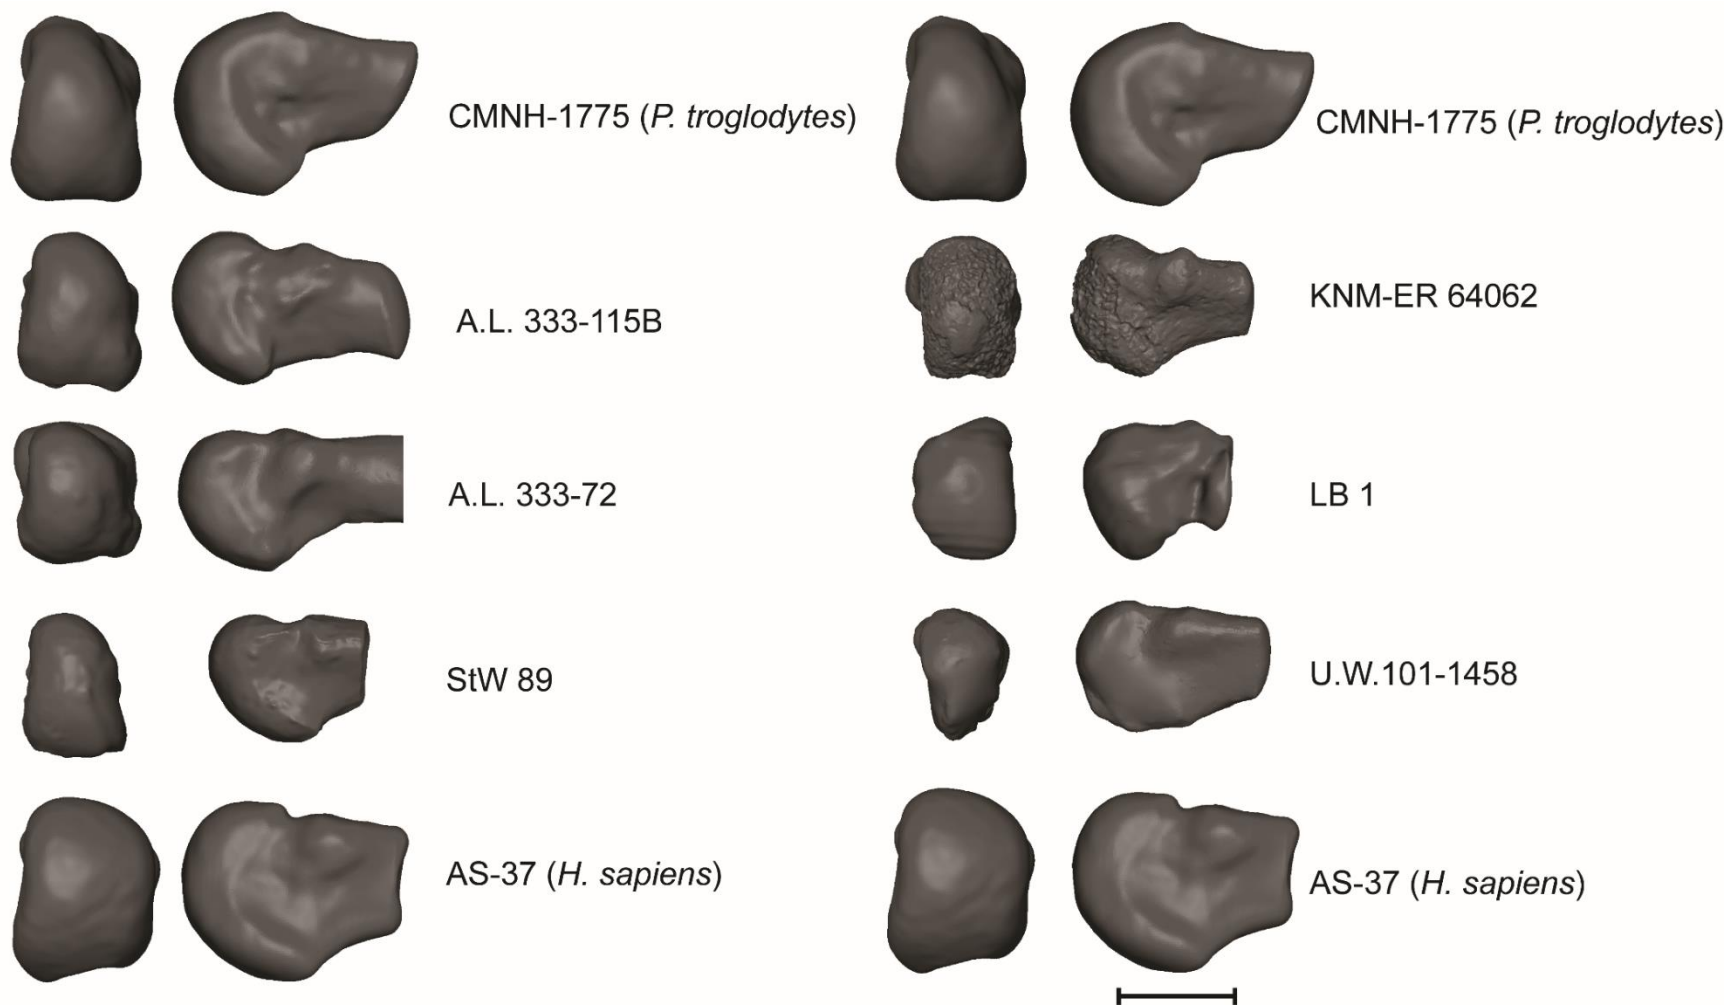 CMNH-1775 (P. troglodytes)
A.L. 333-115B
A.L. 333-72
StW 89
AS-37 (H. sapiens)
CMNH-1775 (P. troglodytes)
KNM-ER 64062
LB 1
U.W.101-1458
AS-37 (H. sapiens)